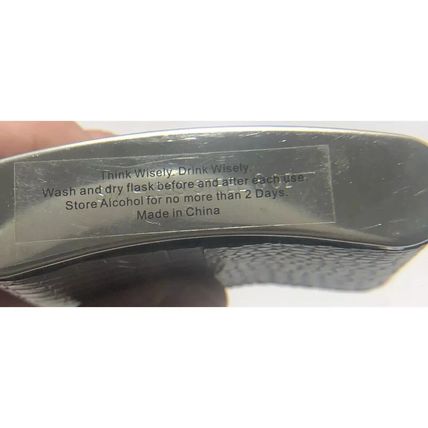 Think Wisely. Drink Wisely.
Wash and dry flask before and after each use.
Store Alcohol for no more than 2 Days.
Made in China